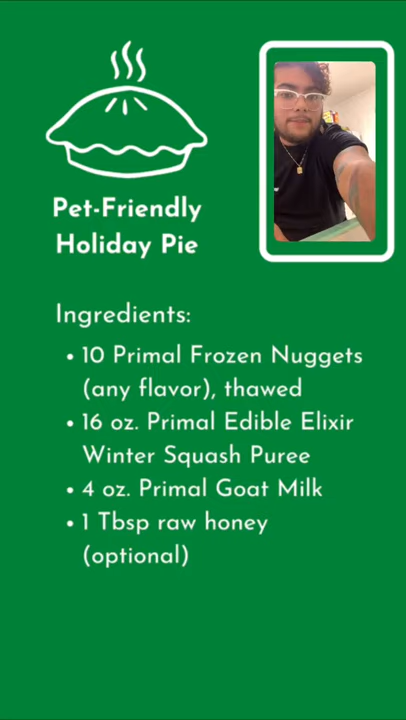 Pet-Friendly
Holiday Pie
Ingredients:
• 10 Primal Frozen Nuggets
(any flavor), thawed
• 16 oz. Primal Edible Elixir
Winter Squash Puree
• 4 oz. Primal Goat Milk
• 1 Tbsp raw honey
(optional)